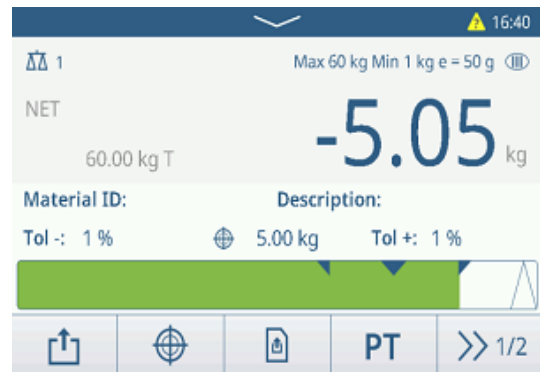 16:40
1 Max 60 kg Min 1 kg e = 50 g III
NET
-5.05 kg
60.00 kg T
Material ID: Description:
Tol -: 1 % 5.00 kg Tol +: 1 %
PT 1/2